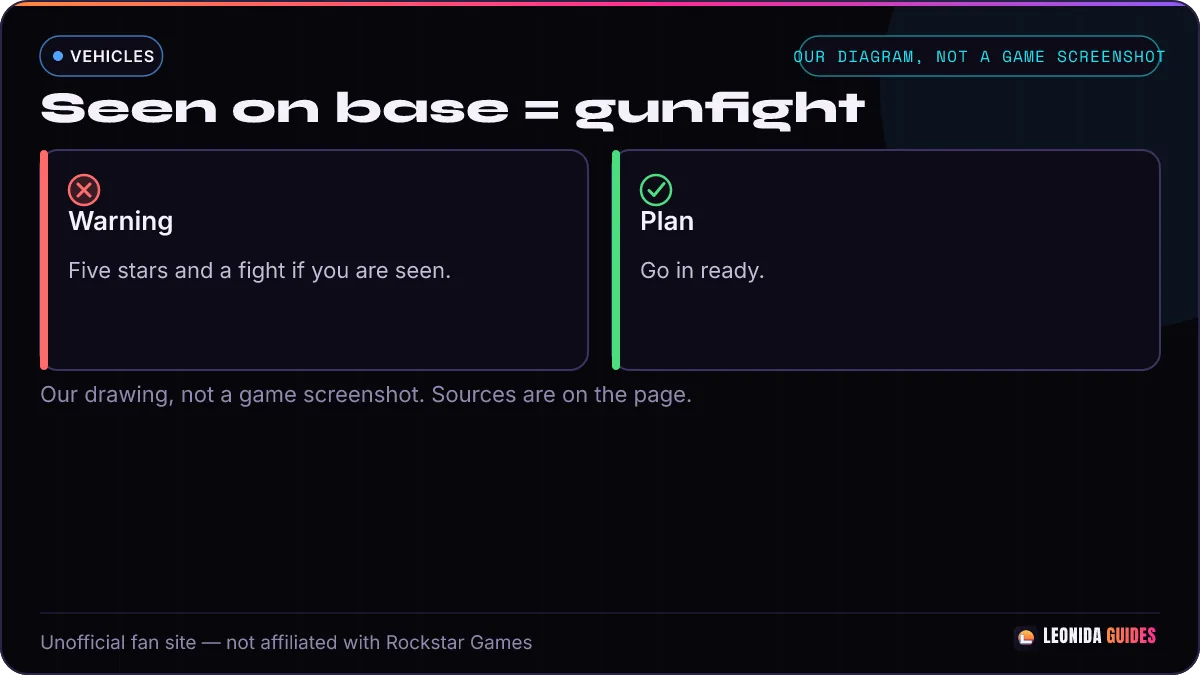 VEHICLES
OUR DIAGRAM, NOT A GAME SCREENSHOT
Seen on base = gunfight
Warning
Five stars and a fight if you are seen.
Plan
Go in ready.
Our drawing, not a game screenshot. Sources are on the page.
Unofficial fan site — not affiliated with Rockstar Games
LEONIDA GUIDES